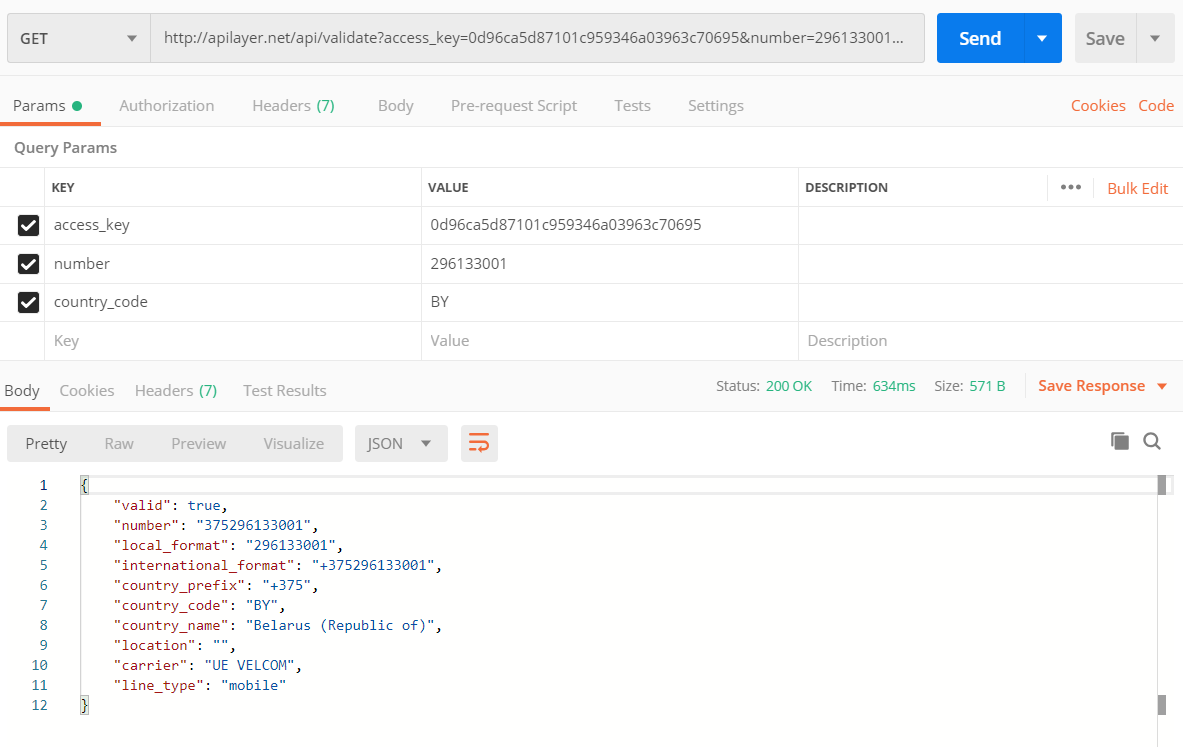 GET http://apilayer.net/api/validate?access_key=0d96ca5d87101c959346a03963c70695&number=296133001... Send Save
Params Authorization Headers (7) Body Pre-request Script Tests Settings Cookies Code
Query Params
KEY VALUE DESCRIPTION ••• Bulk Edit
access_key 0d96ca5d87101c959346a03963c70695
number 296133001
country_code BY
Key Value Description
Body Cookies Headers (7) Test Results Status: 200 OK Time: 634ms Size: 571 B Save Response
Pretty Raw Preview Visualize JSON
1 {
2 "valid": true,
3 "number": "375296133001",
4 "local_format": "296133001",
5 "international_format": "+375296133001",
6 "country_prefix": "+375",
7 "country_code": "BY",
8 "country_name": "Belarus (Republic of)",
9 "location": "",
10 "carrier": "UE VELCOM",
11 "line_type": "mobile"
12 }